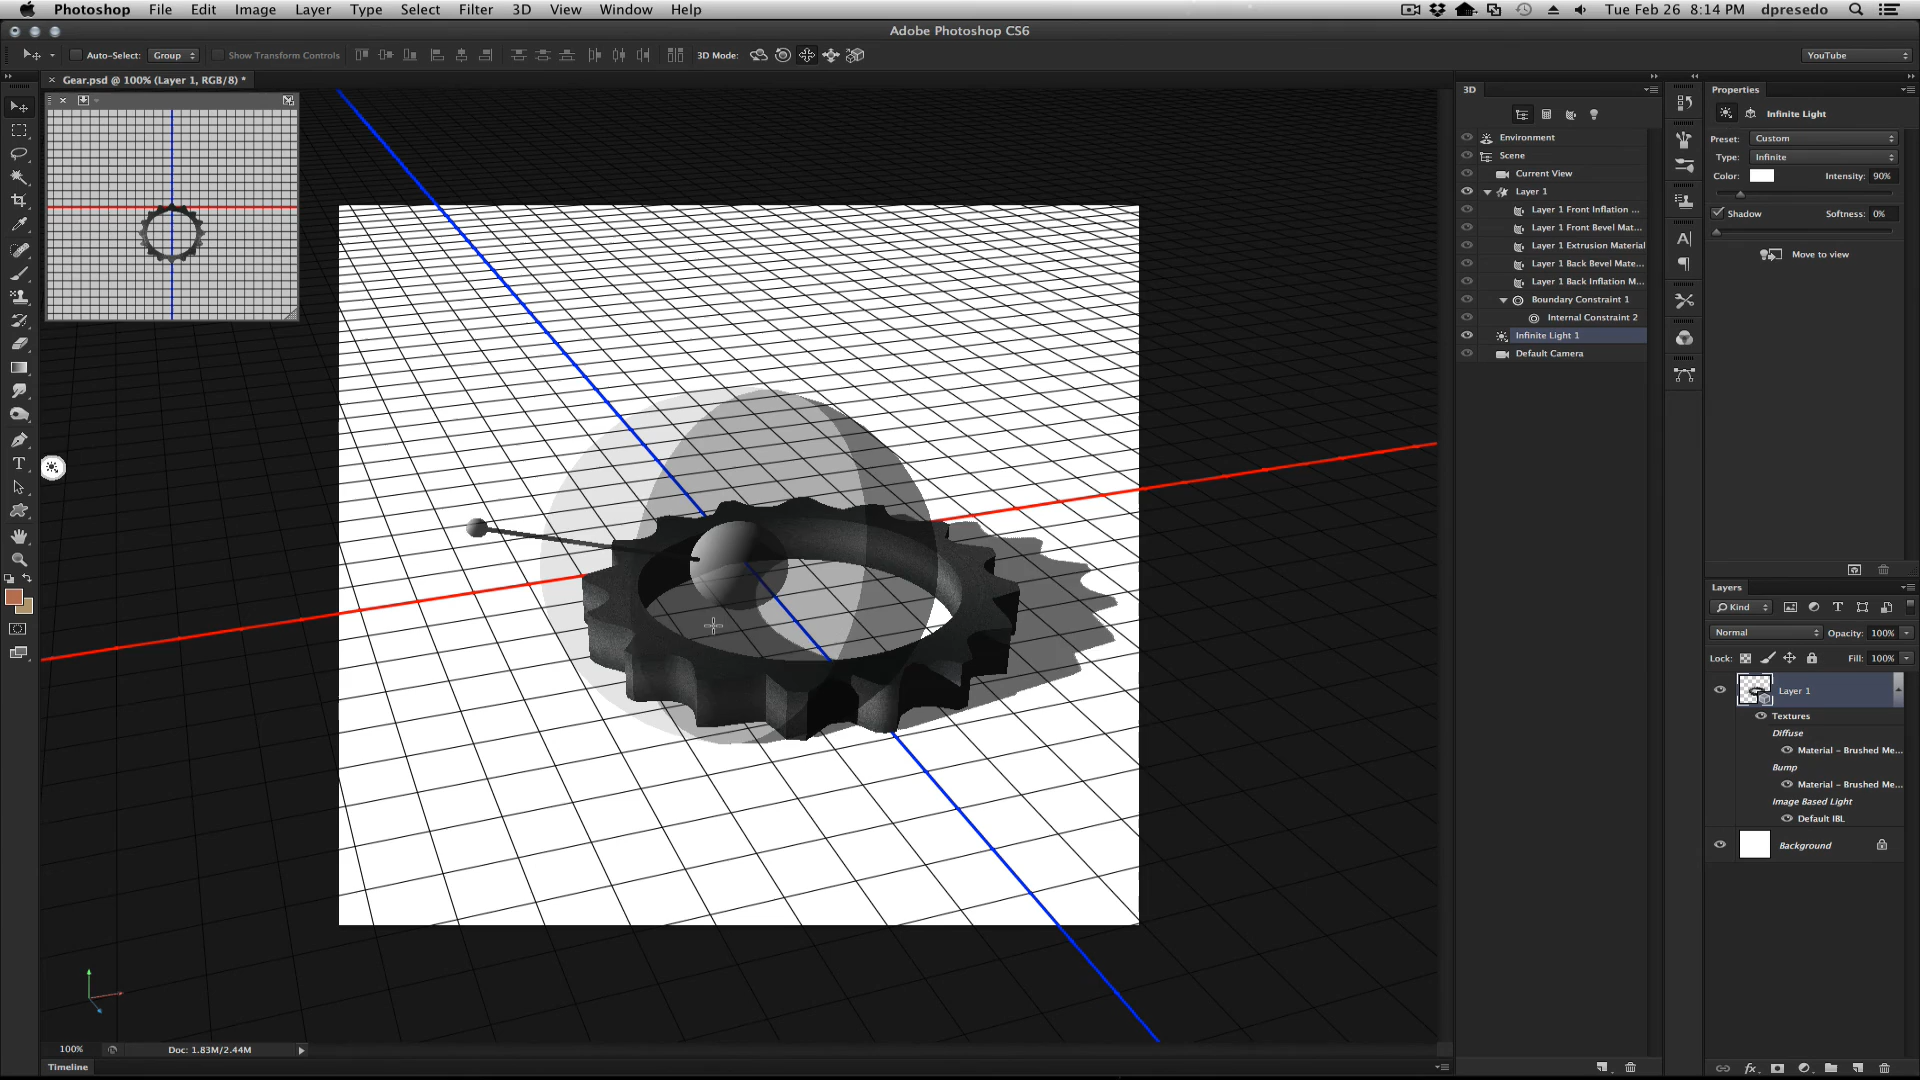 Photoshop File Edit Image Layer Type Select Filter 3D View Window Help Tue Feb 26 8:14 PM dpresedo
Adobe Photoshop CS6
Auto-Select: Group Show Transform Controls 3D Mode: YouTube
Gear.psd @ 100% (Layer 1, RGB/8) *
3D
Environment
Scene
Current View
Layer 1
Layer 1 Front Inflation ...
Layer 1 Front Bevel Mat...
Layer 1 Extrusion Material
Layer 1 Back Bevel Mate...
Layer 1 Back Inflation M...
Boundary Constraint 1
Internal Constraint 2
Infinite Light 1
Default Camera
Properties
Infinite Light
Preset: Custom
Type: Infinite
Color: Intensity: 90%
Shadow Softness: 0%
Move to view
Layers
Kind
Normal Opacity: 100%
Lock: Fill: 100%
Layer 1
Textures
Diffuse
Material - Brushed Me...
Bump
Material - Brushed Me...
Image Based Light
Default IBL
Background
100% Doc: 1.83M/2.44M
Timeline